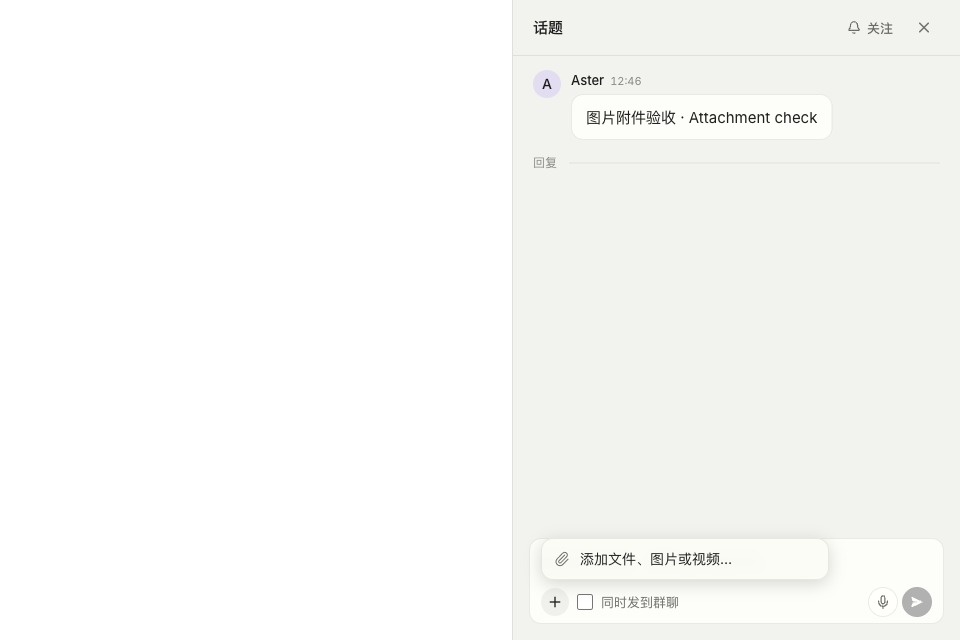 话题
关注
A
Aster 12:46
图片附件验收 · Attachment check
回复
添加文件、图片或视频...
同时发到群聊